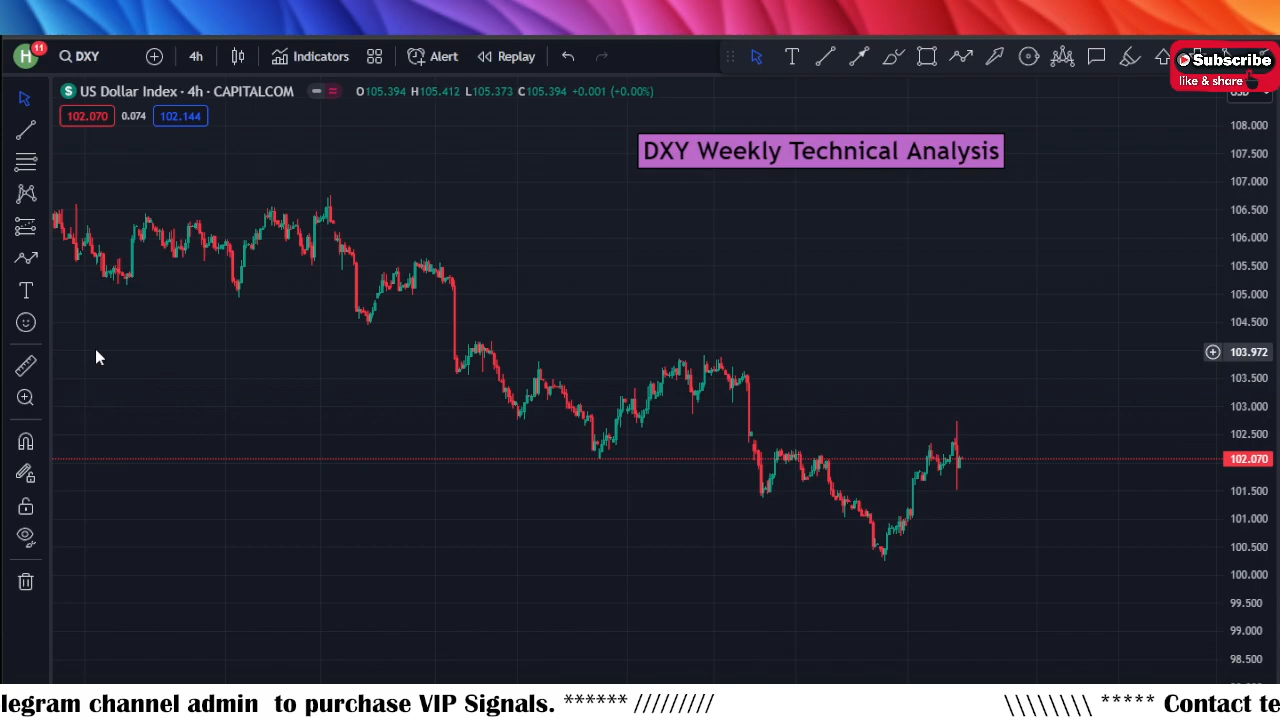 H 11 DXY 4h Indicators Alert Replay
Subscribe
like & share
US Dollar Index · 4h · CAPITALCOM O105.394 H105.412 L105.373 C105.394 +0.001 (+0.00%)
USD
102.070 0.074 102.144
108.000
DXY Weekly Technical Analysis
107.500
107.000
106.500
106.000
105.500
105.000
104.500
103.972
103.500
103.000
102.500
102.070
101.500
101.000
100.500
100.000
99.500
99.000
98.500
legram channel admin to purchase VIP Signals. ****** ///////// \\\\\\\\ ***** Contact te